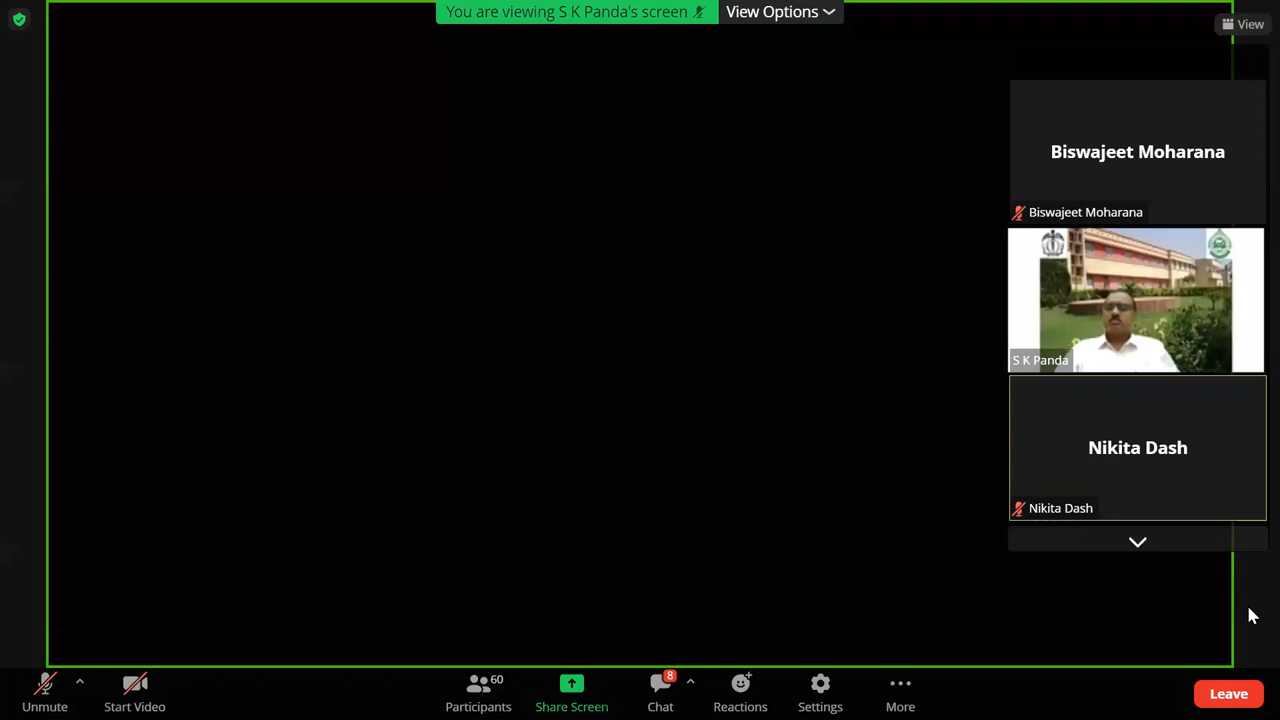 You are viewing S K Panda's screen
View Options
View
Biswajeet Moharana
Biswajeet Moharana
S K Panda
Nikita Dash
Nikita Dash
60
8
Unmute
Start Video
Participants
Share Screen
Chat
Reactions
Settings
More
Leave